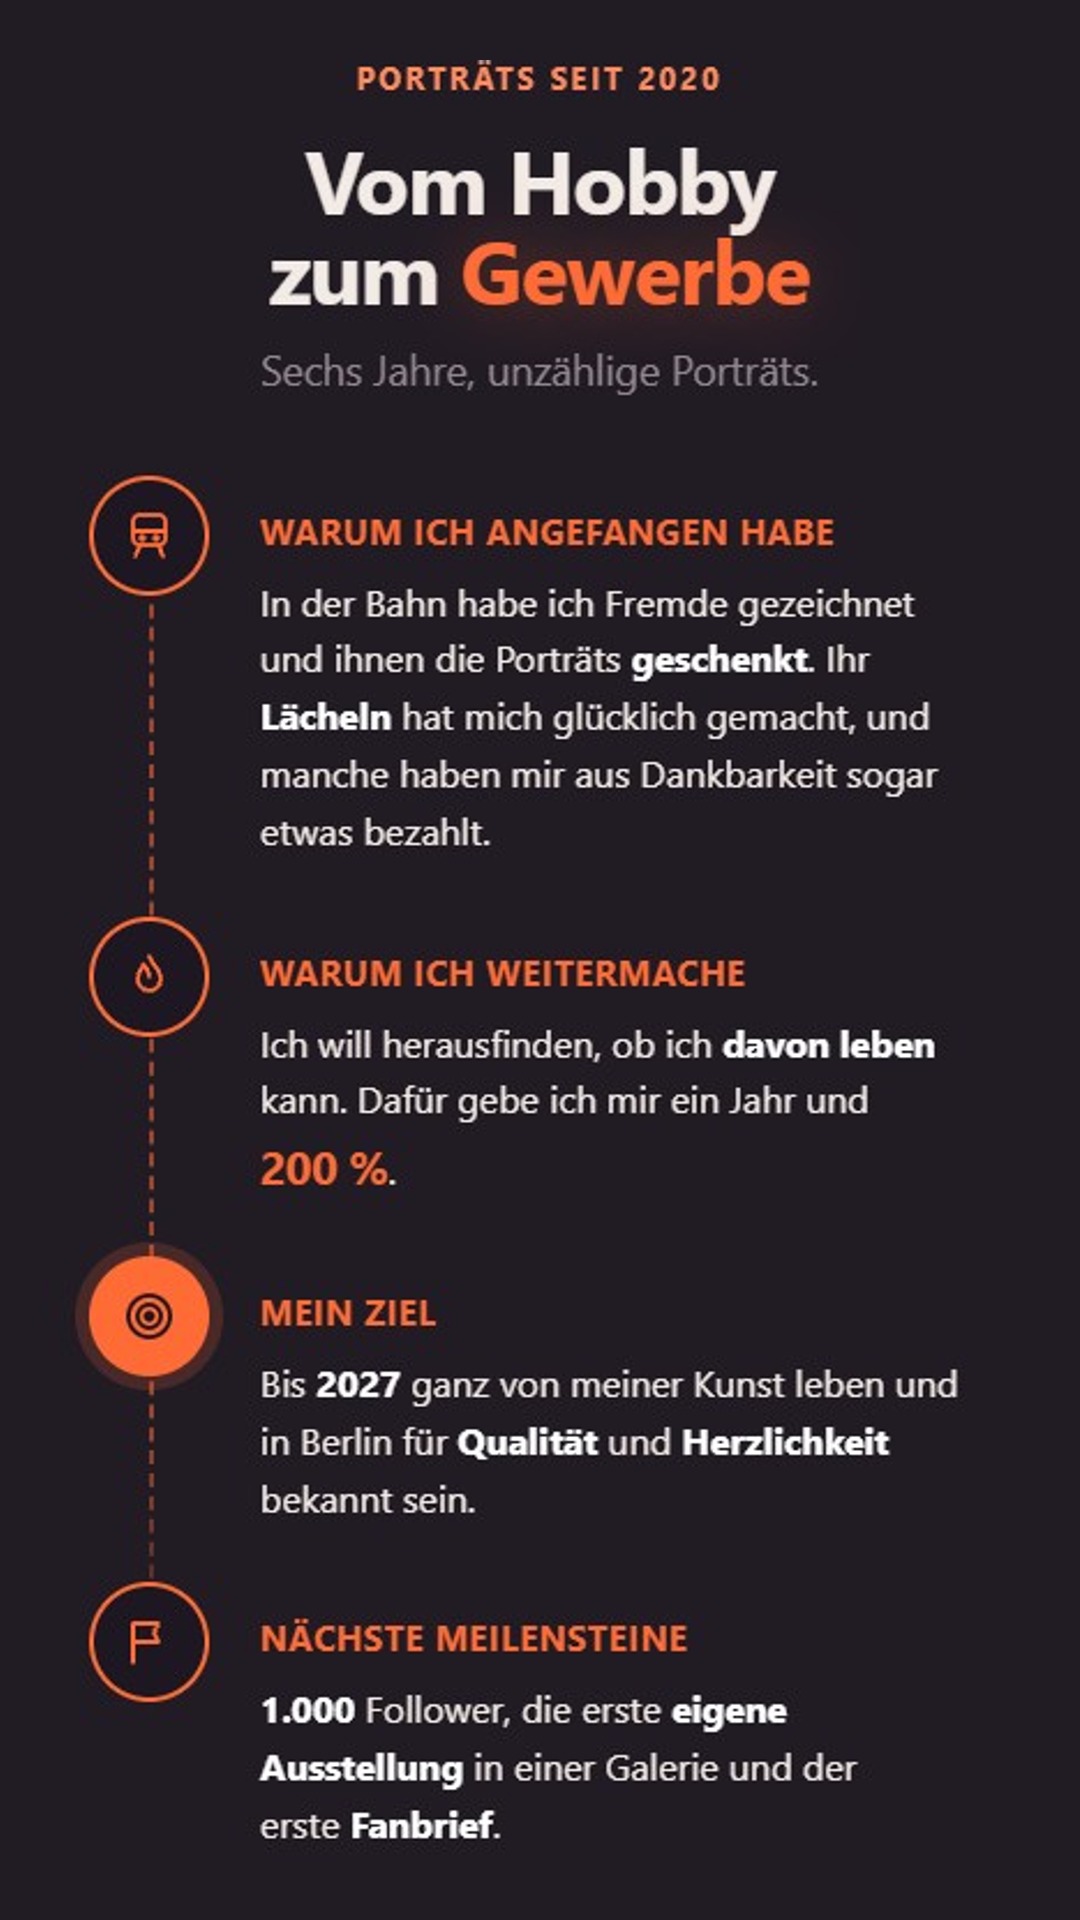 PORTRÄTS SEIT 2020
Vom Hobby
zum Gewerbe
Sechs Jahre, unzählige Porträts.
WARUM ICH ANGEFANGEN HABE
In der Bahn habe ich Fremde gezeichnet
und ihnen die Porträts geschenkt. Ihr
Lächeln hat mich glücklich gemacht, und
manche haben mir aus Dankbarkeit sogar
etwas bezahlt.
WARUM ICH WEITERMACHE
Ich will herausfinden, ob ich davon leben
kann. Dafür gebe ich mir ein Jahr und
200 %.
MEIN ZIEL
Bis 2027 ganz von meiner Kunst leben und
in Berlin für Qualität und Herzlichkeit
bekannt sein.
NÄCHSTE MEILENSTEINE
1.000 Follower, die erste eigene
Ausstellung in einer Galerie und der
erste Fanbrief.